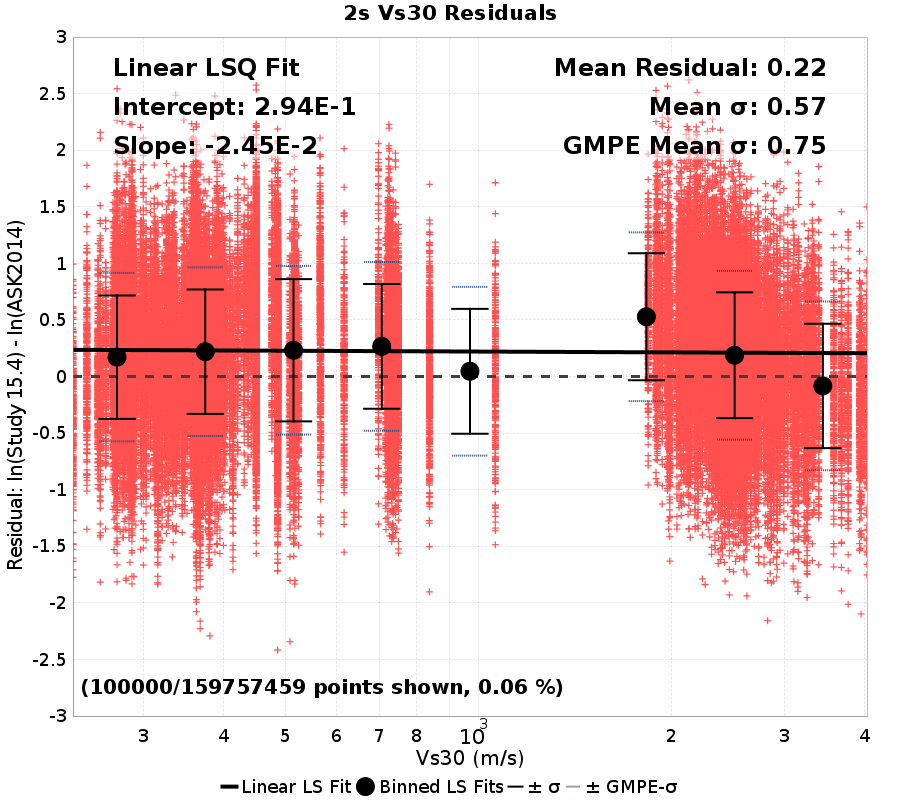 2s Vs30 Residuals
Linear LSQ Fit
Intercept: 2.94E-1
Slope: -2.45E-2
Mean Residual: 0.22
Mean σ: 0.57
GMPE Mean σ: 0.75
Residual: ln(Study 15.4) - ln(ASK2014)
3
2.5
2
1.5
1
0.5
0
-0.5
-1
-1.5
-2
-2.5
-3
(100000/159757459 points shown, 0.06 %)
3 4 5 6 7 8 10³ 2 3 4
Vs30 (m/s)
Linear LS Fit Binned LS Fits ± σ ± GMPE-σ